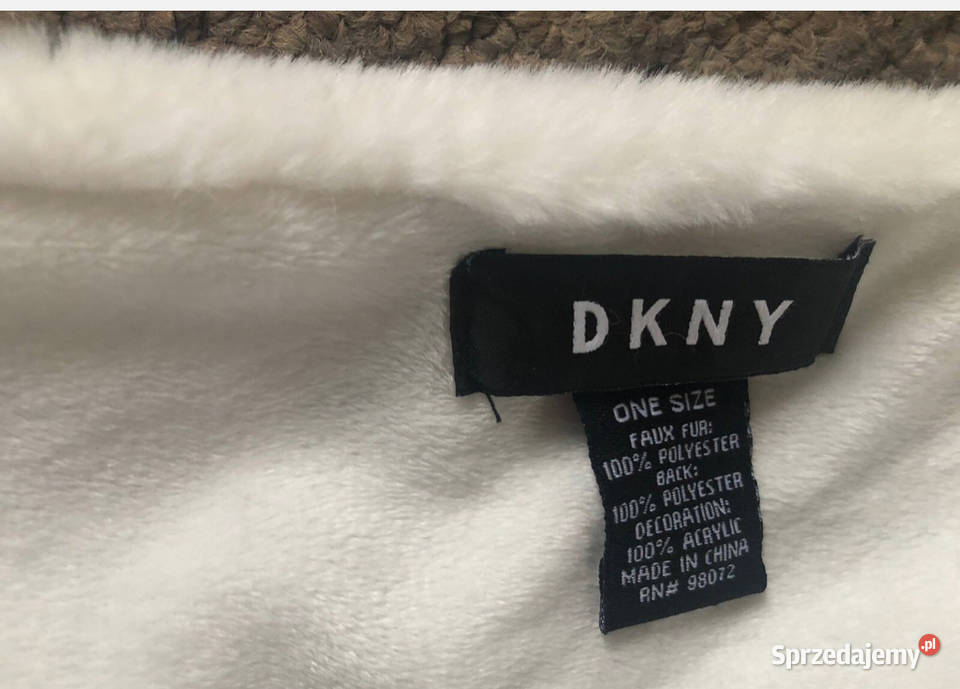 DKNY
ONE SIZE
FAUX FUR:
100% POLYESTER
BACK:
100% POLYESTER
DECORATION:
100% ACRYLIC
MADE IN CHINA
RN# 98072
Sprzedajemy.pl